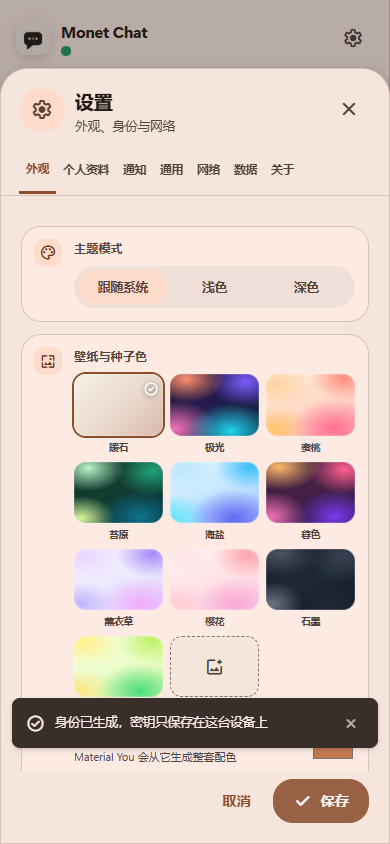 Monet Chat
设置
外观、身份与网络
外观 个人资料 通知 通用 网络 数据 关于
主题模式
跟随系统 浅色 深色
壁纸与种子色
暖石 极光 蜜桃
苔原 海盐 暮色
薰衣草 樱花 石墨
身份已生成，密钥只保存在这台设备上
Material You 会从它生成整套配色
取消 保存